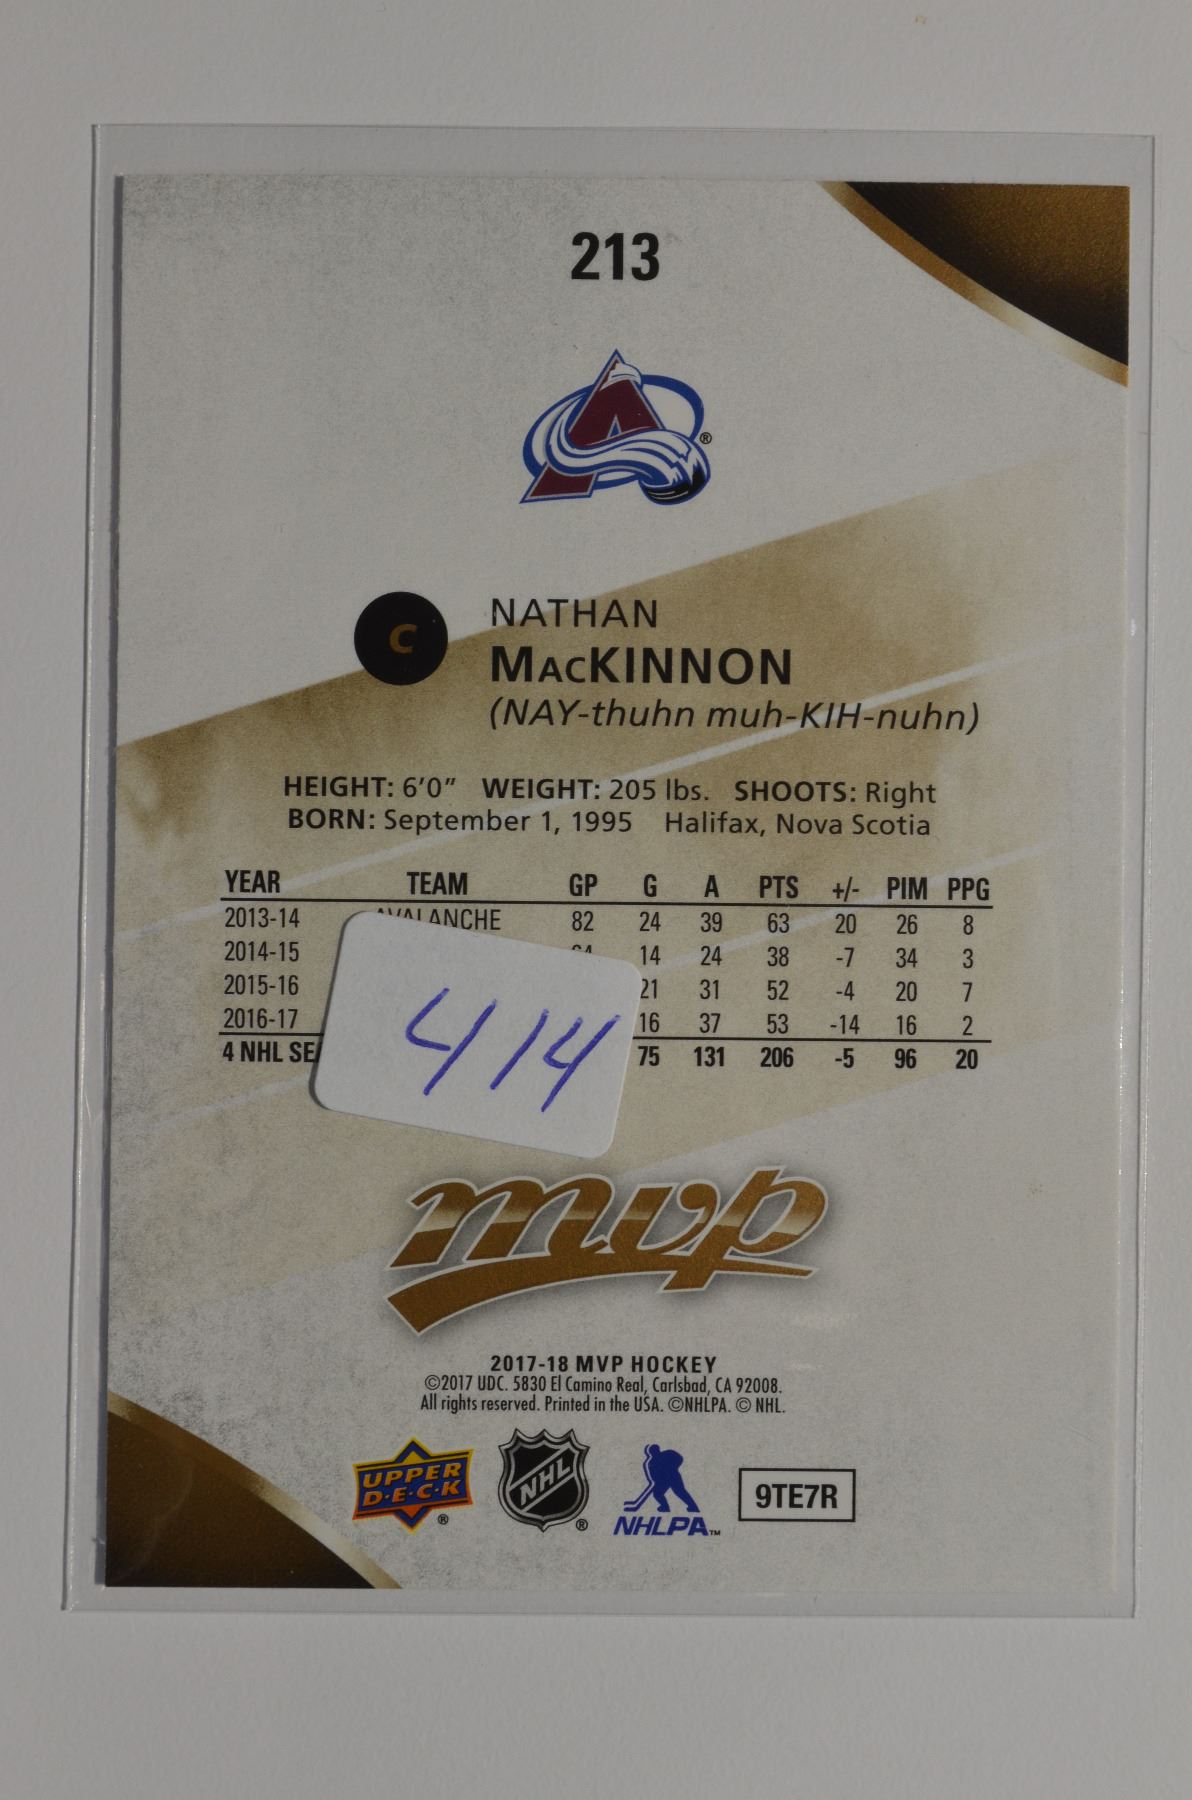 213
C
NATHAN
MacKINNON
(NAY-thuhn muh-KIH-nuhn)
HEIGHT: 6'0" WEIGHT: 205 lbs. SHOOTS: Right
BORN: September 1, 1995 Halifax, Nova Scotia
YEAR TEAM GP G A PTS +/- PIM PPG
2013-14 AVALANCHE 82 24 39 63 20 26 8
2014-15 64 14 24 38 -7 34 3
2015-16 21 31 52 -4 20 7
2016-17 16 37 53 -14 16 2
4 NHL SEA 75 131 206 -5 96 20
414
mvp
2017-18 MVP HOCKEY
©2017 UDC. 5830 El Camino Real, Carlsbad, CA 92008.
All rights reserved. Printed in the USA. ©NHLPA. © NHL.
UPPER
D·E·C·K ®
NHL ®
NHLPA™
9TE7R